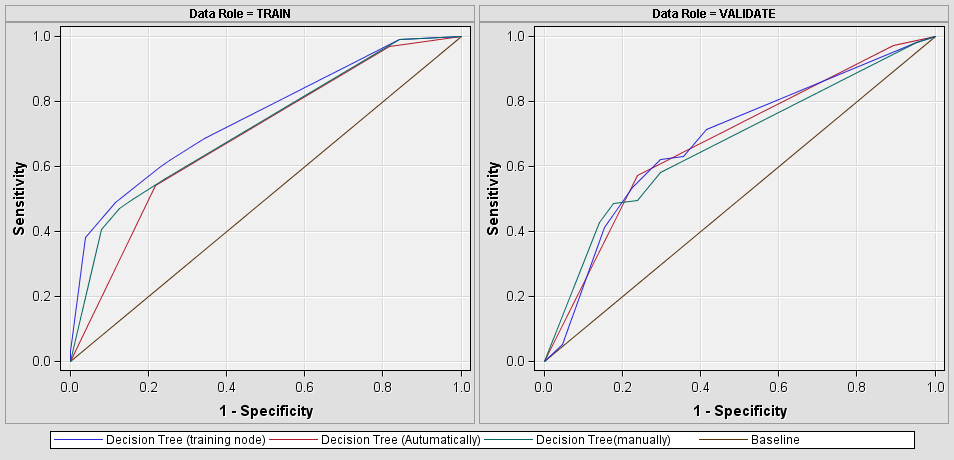 Data Role = TRAIN
Data Role = VALIDATE
1.0
0.8
0.6
0.4
0.2
0.0
Sensitivity
0.0 0.2 0.4 0.6 0.8 1.0
1 - Specificity
1.0
0.8
0.6
0.4
0.2
0.0
Sensitivity
0.0 0.2 0.4 0.6 0.8 1.0
1 - Specificity
Decision Tree (training node) Decision Tree (Autumatically) Decision Tree(manually) Baseline